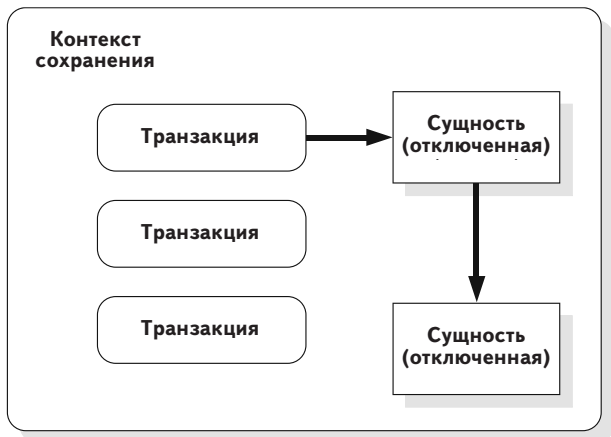 Контекст
сохранения
Транзакция
Сущность
(отключенная)
Транзакция
Транзакция
Сущность
(отключенная)